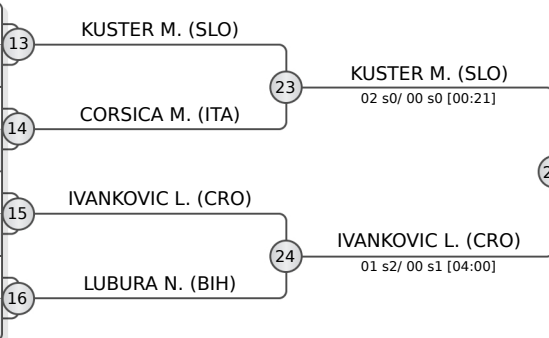 KUSTER M. (SLO)
13
23
KUSTER M. (SLO)
02 s0/ 00 s0 [00:21]
CORSICA M. (ITA)
14
IVANKOVIC L. (CRO)
15
24
IVANKOVIC L. (CRO)
01 s2/ 00 s1 [04:00]
LUBURA N. (BIH)
16